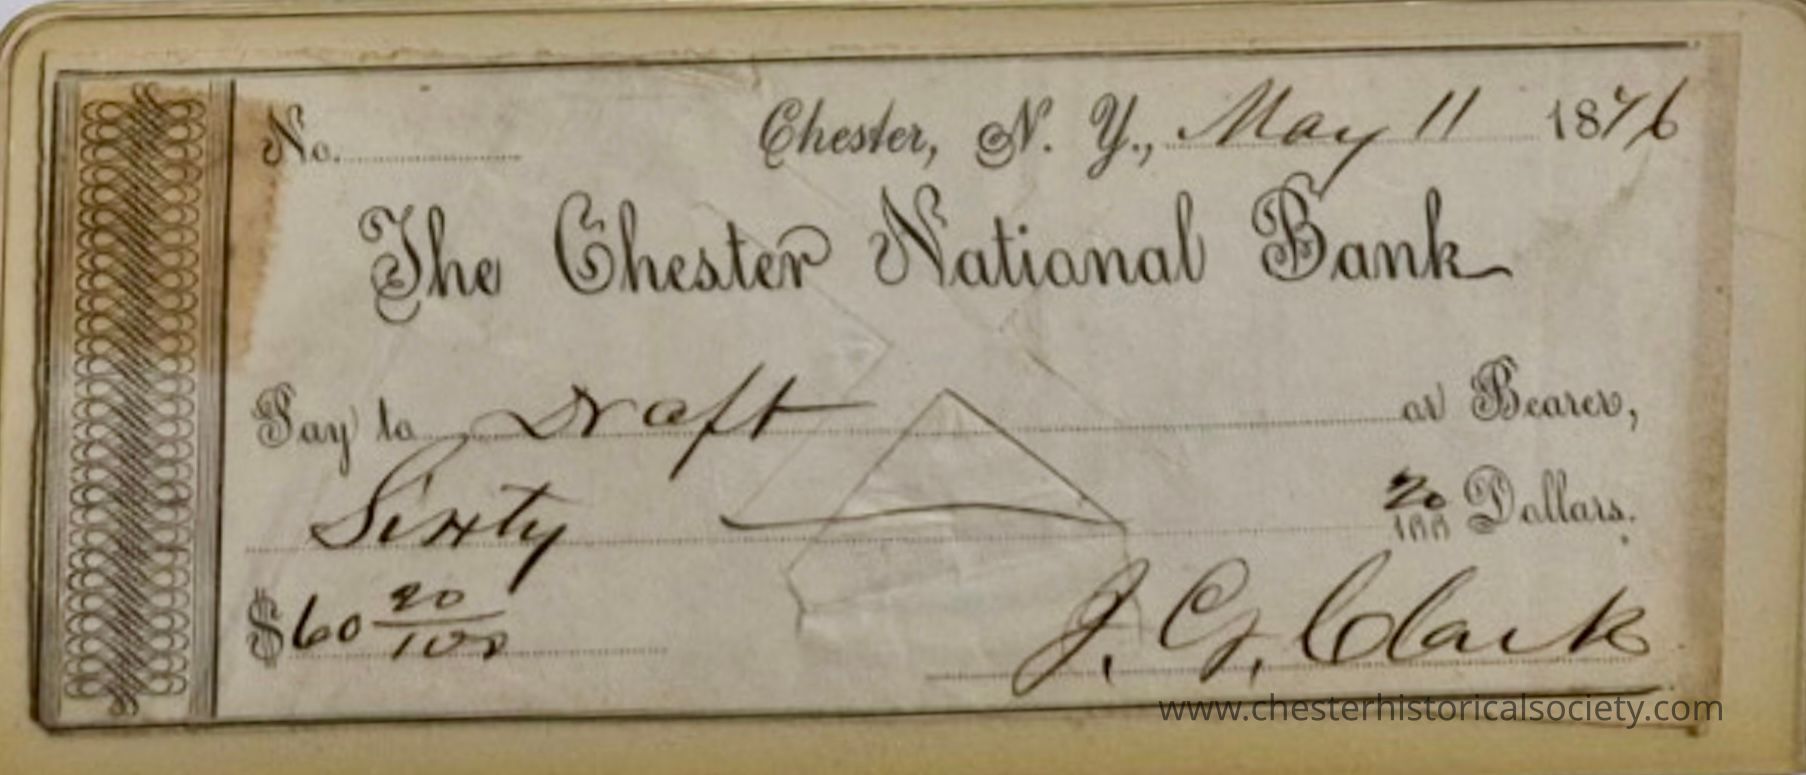 No. Chester, N. Y., May 11 1876
The Chester National Bank
Pay to Draft or Bearer,
Sixty 20/100 Dollars.
$60 20/100
J. G. Clark
www.chesterhistoricalsociety.com